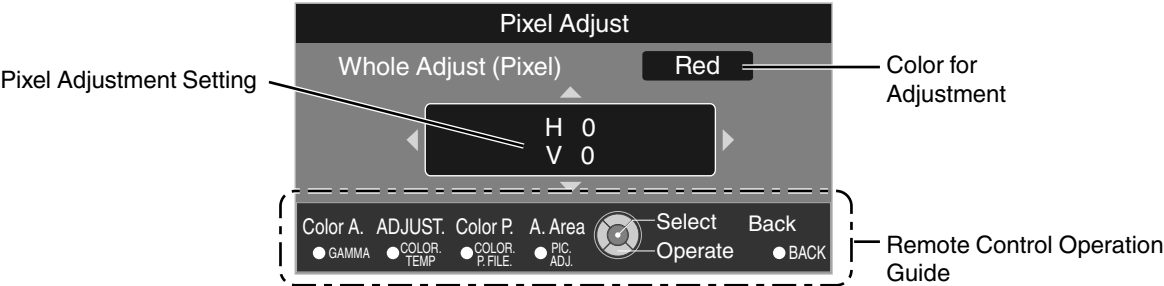 Pixel Adjust
Whole Adjust (Pixel) Red
Pixel Adjustment Setting
Color for
Adjustment
H 0
V 0
Color A. ADJUST. Color P. A. Area Select Back
GAMMA COLOR. TEMP COLOR. P. FILE. PIC. ADJ. Operate BACK
Remote Control Operation
Guide